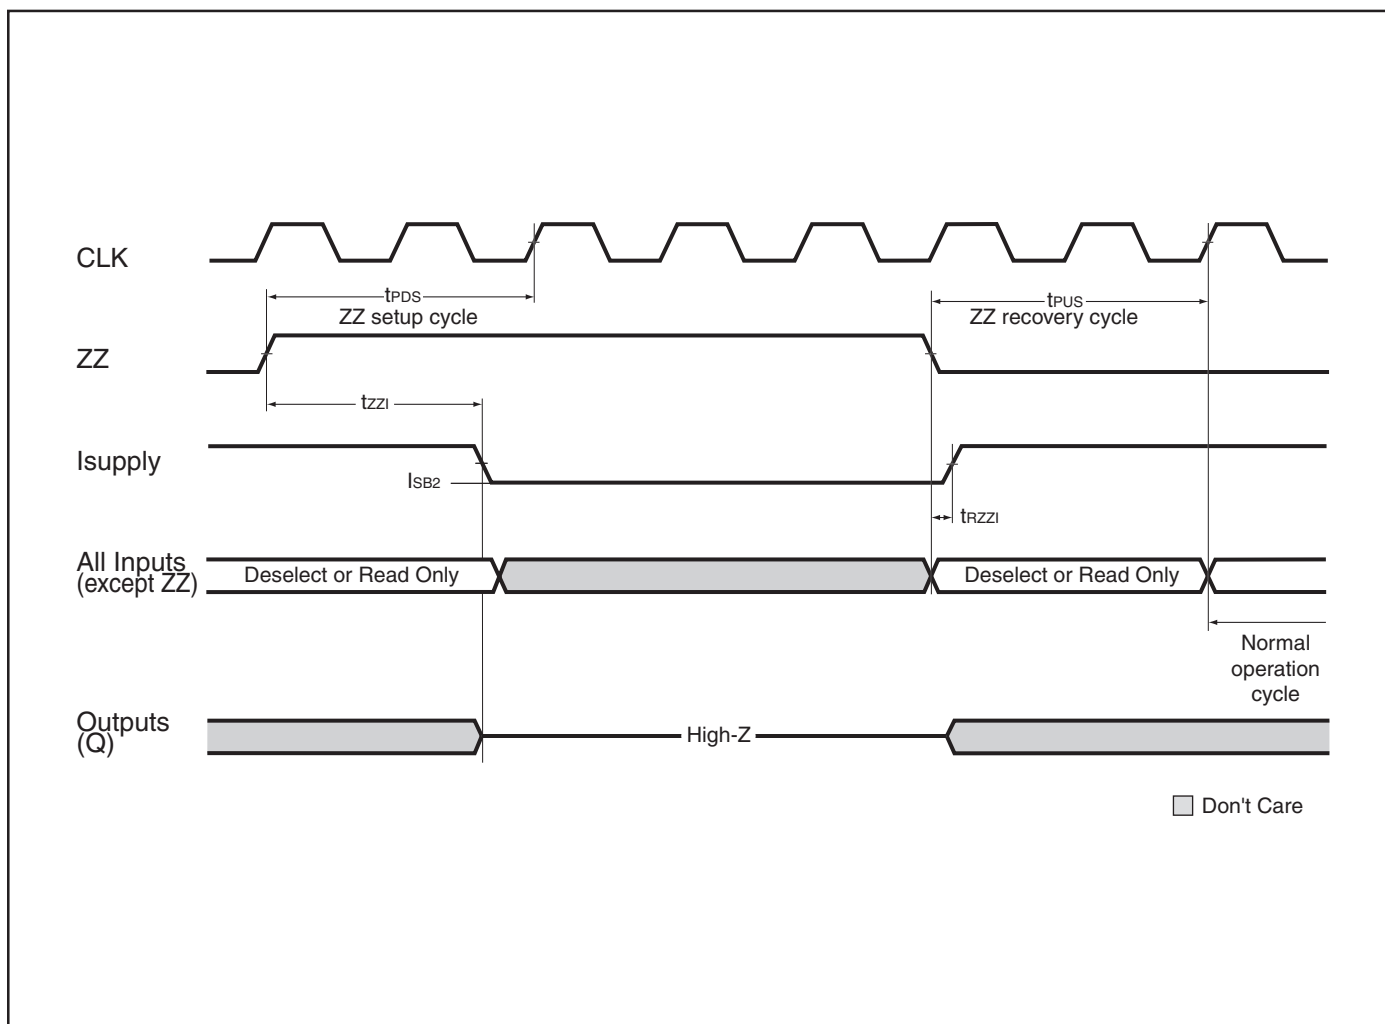 CLK
tPDS
ZZ setup cycle
tPUS
ZZ recovery cycle
ZZ
tZZI
Isupply
ISB2
tRZZI
All Inputs
(except ZZ)
Deselect or Read Only
Deselect or Read Only
Normal
operation
cycle
Outputs
(Q)
High-Z
Don't Care